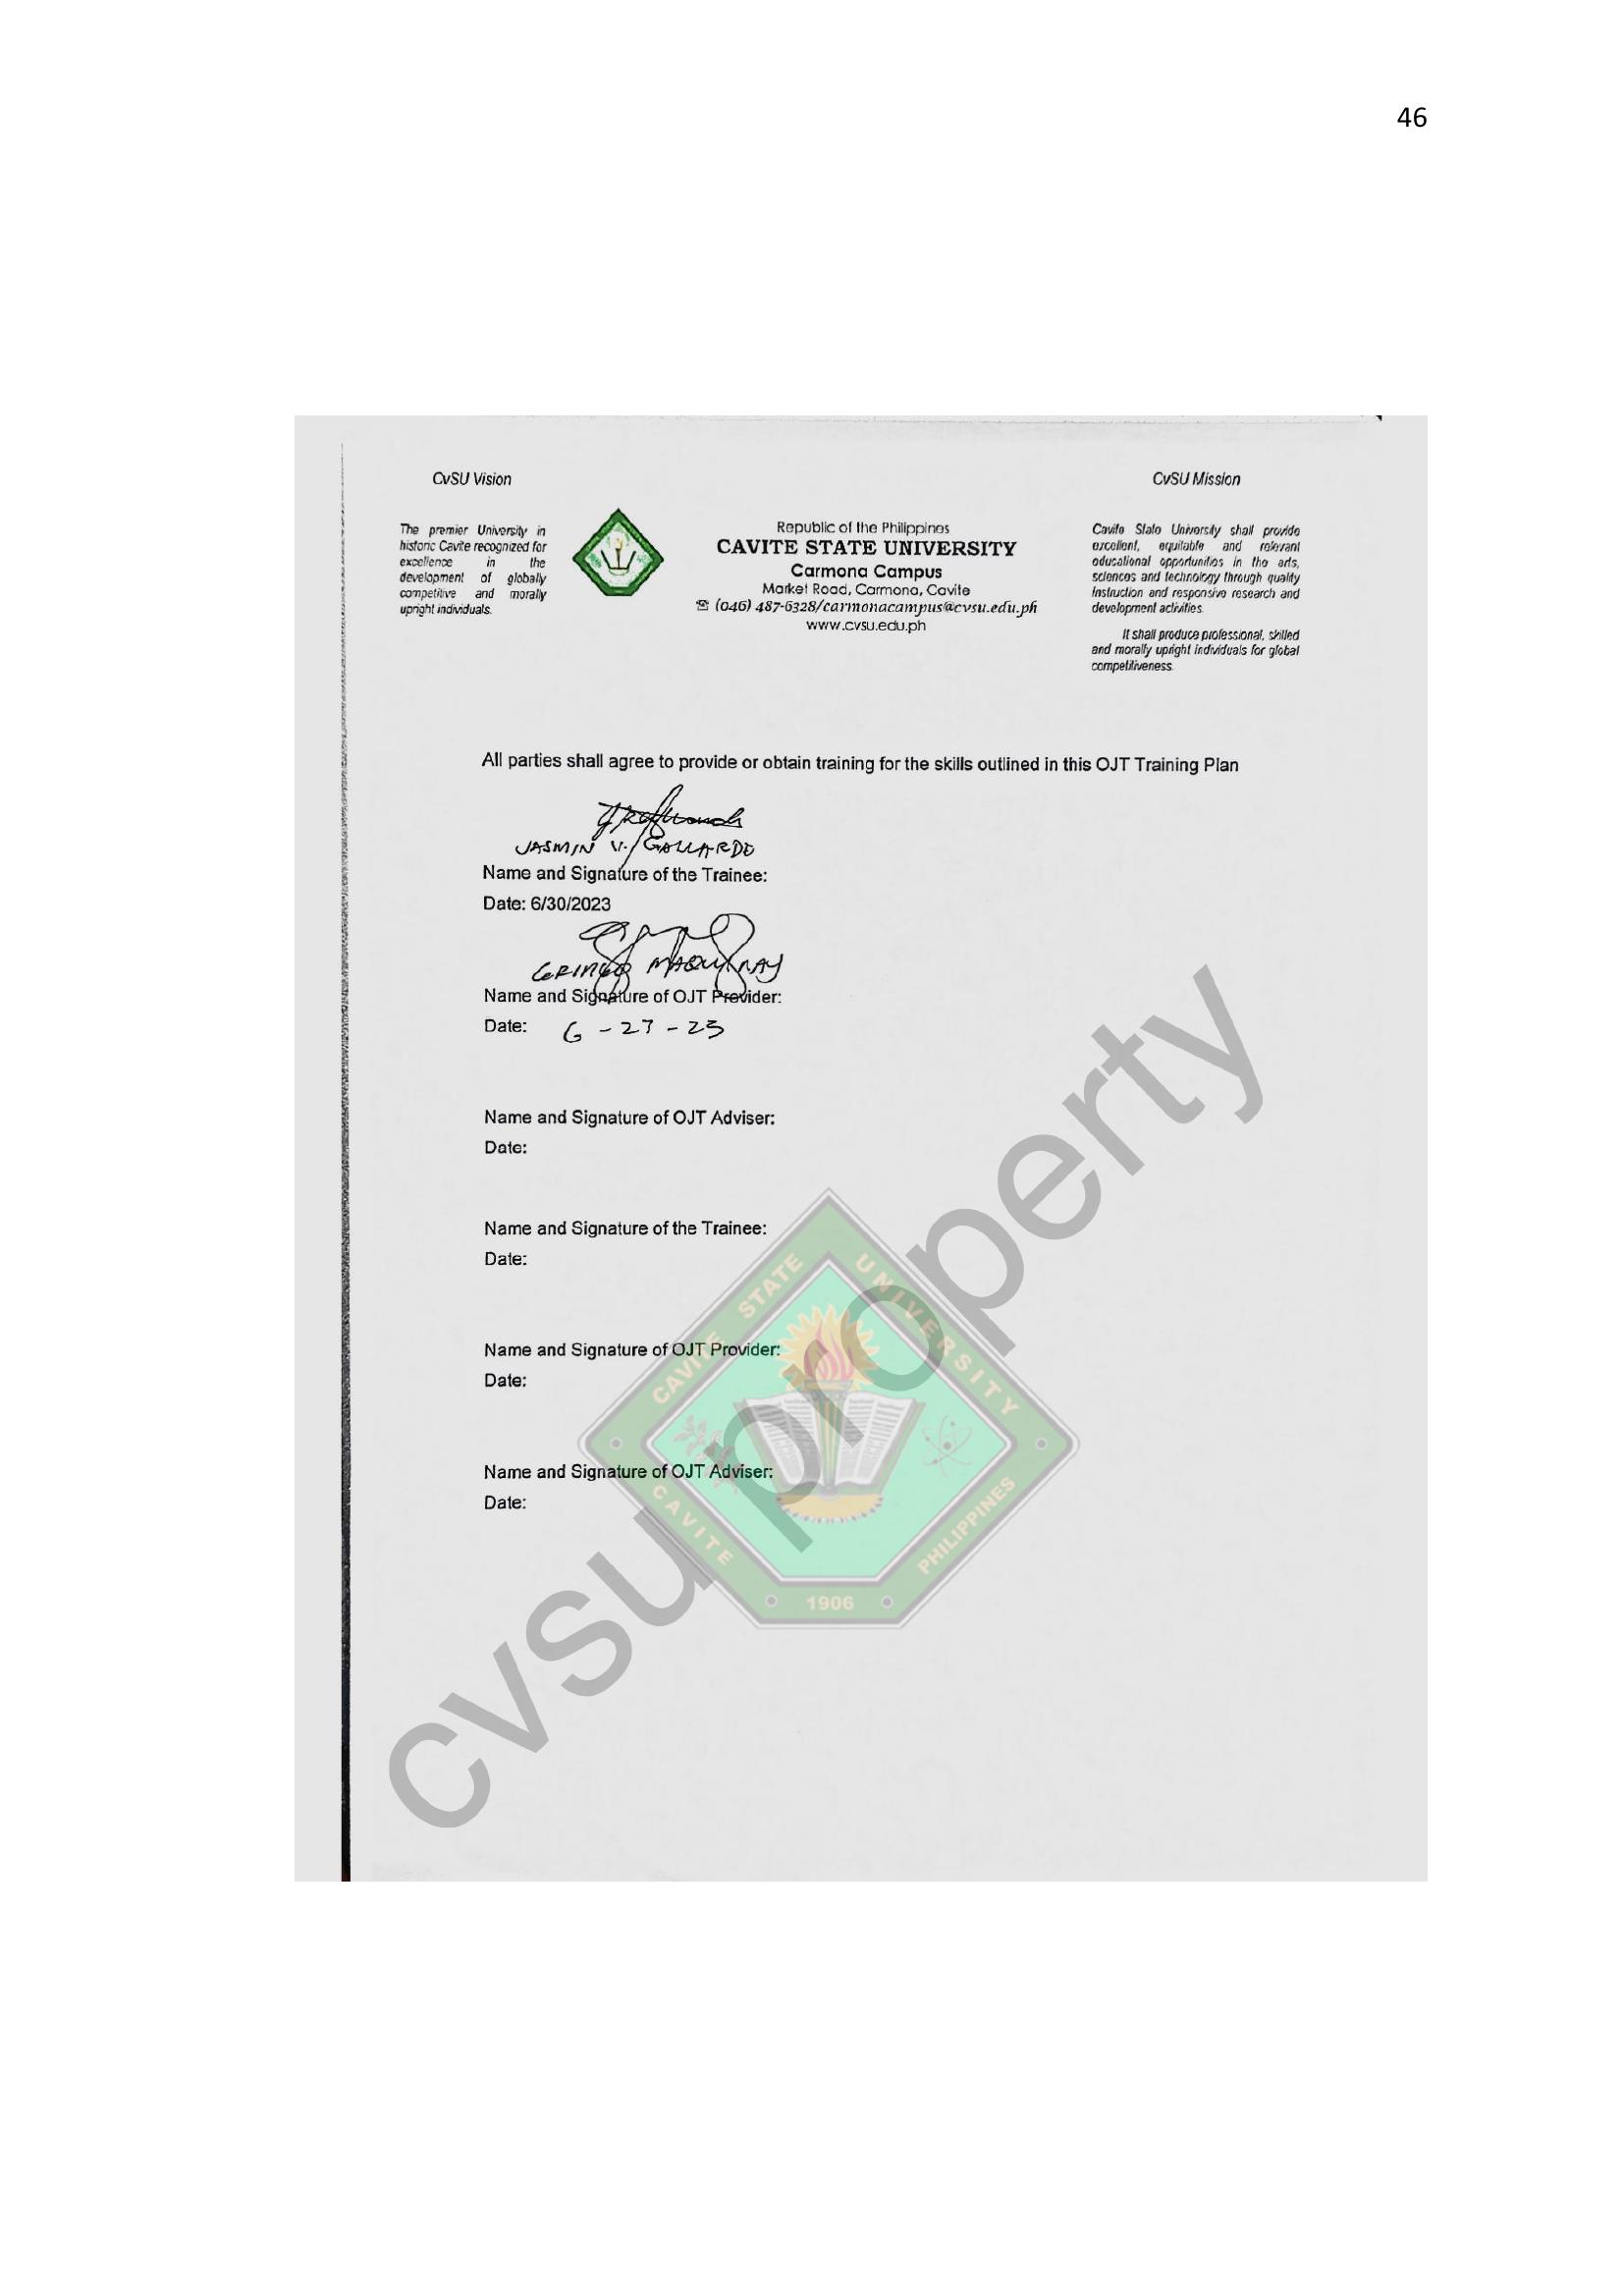 46
CvSU Vision
The premier University in
historic Cavite recognized for
excellence in the
development of globally
competitive and morally
upright individuals.
Republic of the Philippines
CAVITE STATE UNIVERSITY
Carmona Campus
Market Road, Carmona, Cavite
☎ (046) 487-6328/carmonacampus@cvsu.edu.ph
www.cvsu.edu.ph
CvSU Mission
Cavite State University shall provide
excellent, equitable and relevant
educational opportunities in the arts,
sciences and technology through quality
instruction and responsive research and
development activities.
It shall produce professional, skilled
and morally upright individuals for global
competitiveness.
All parties shall agree to provide or obtain training for the skills outlined in this OJT Training Plan
JASMIN V. GALLARDO
Name and Signature of the Trainee:
Date: 6/30/2023
Name and Signature of OJT Provider:
Date: 6-27-23
Name and Signature of OJT Adviser:
Date:
Name and Signature of the Trainee:
Date:
Name and Signature of OJT Provider:
Date:
Name and Signature of OJT Adviser:
Date:
CAVITE STATE UNIVERSITY
CAVITE PHILIPPINES
1906
cvsu property